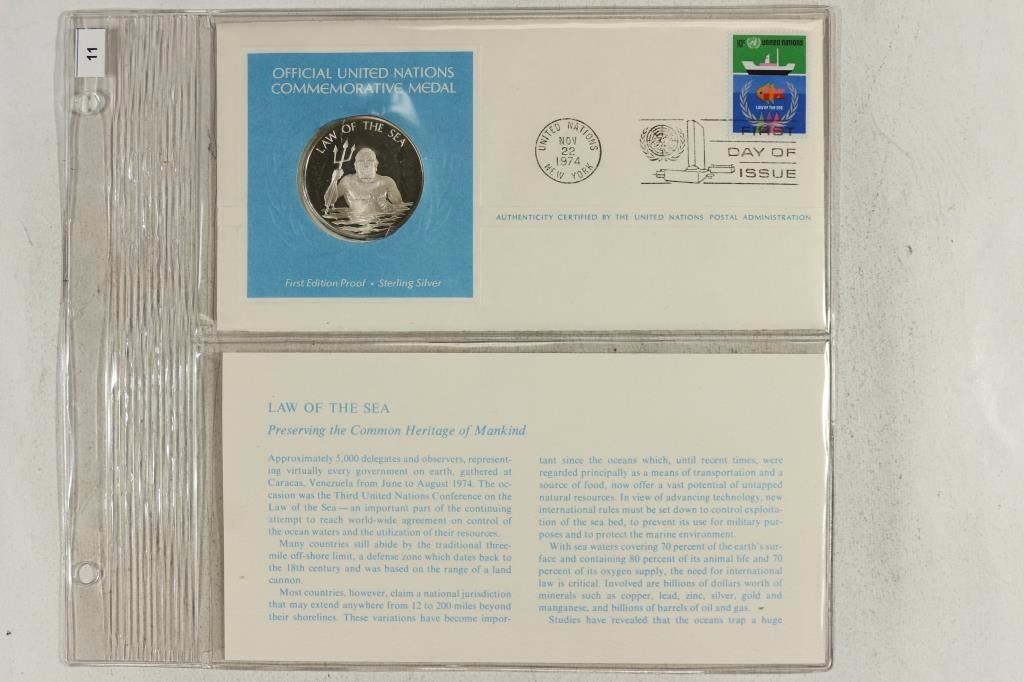 11
OFFICIAL UNITED NATIONS
COMMEMORATIVE MEDAL
LAW OF THE SEA
First Edition Proof • Sterling Silver
UNITED NATIONS
NOV
22
1974
NEW YORK
10c united nations
LAW OF THE SEA
FIRST
DAY OF
ISSUE
AUTHENTICITY CERTIFIED BY THE UNITED NATIONS POSTAL ADMINISTRATION
LAW OF THE SEA
Preserving the Common Heritage of Mankind
Approximately 5,000 delegates and observers, represent-
ing virtually every government on earth, gathered at
Caracas, Venezuela from June to August 1974. The oc-
casion was the Third United Nations Conference on the
Law of the Sea—an important part of the continuing
attempt to reach world-wide agreement on control of
the ocean waters and the utilization of their resources.
Many countries still abide by the traditional three-
mile off-shore limit, a defense zone which dates back to
the 18th century and was based on the range of a land
cannon.
Most countries, however, claim a national jurisdiction
that may extend anywhere from 12 to 200 miles beyond
their shorelines. These variations have become impor-
tant since the oceans which, until recent times, were
regarded principally as a means of transportation and a
source of food, now offer a vast potential of untapped
natural resources. In view of advancing technology, new
international rules must be set down to control exploita-
tion of the sea bed, to prevent its use for military pur-
poses and to protect the marine environment.
With sea waters covering 70 percent of the earth's sur-
face and containing 80 percent of its animal life and 70
percent of its oxygen supply, the need for international
law is critical. Involved are billions of dollars worth of
minerals such as copper, lead, zinc, silver, gold and
manganese, and billions of barrels of oil and gas.
Studies have revealed that the oceans trap a huge